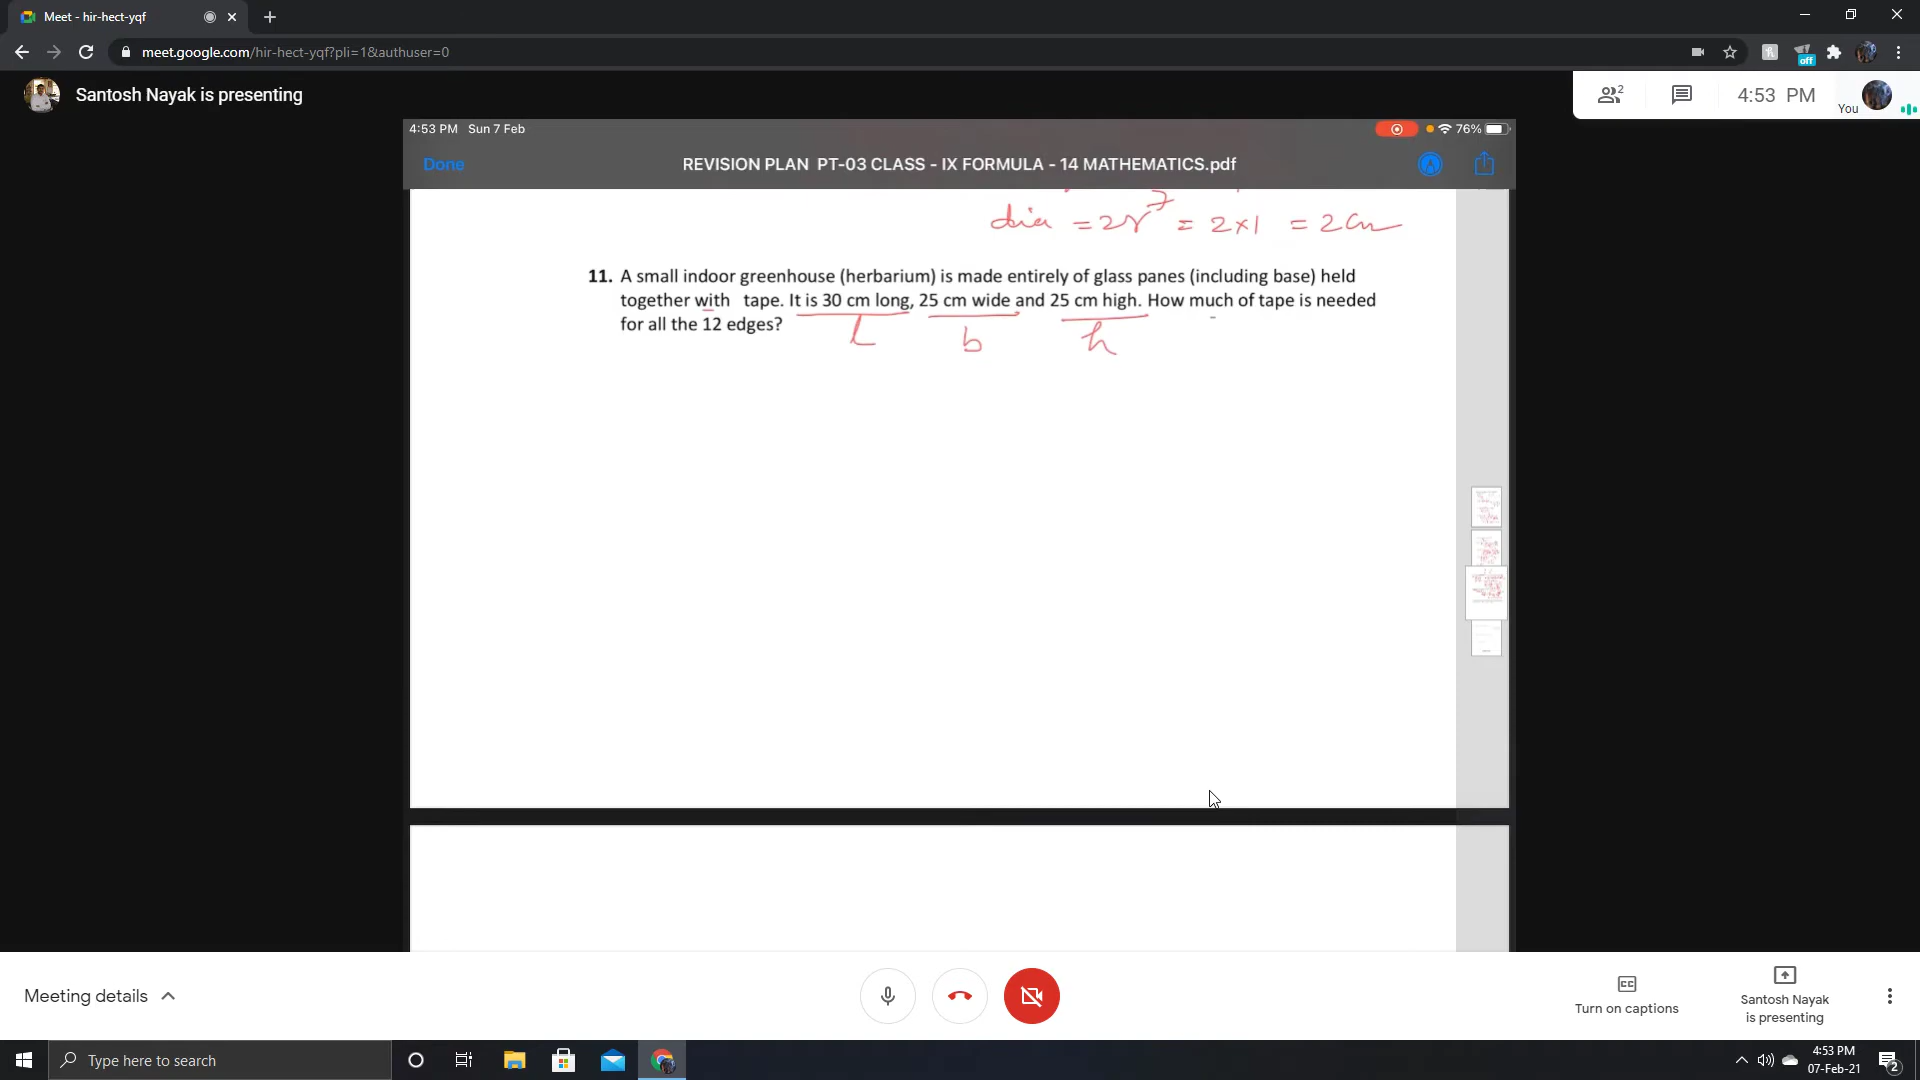 Meet - hir-hect-yqf
meet.google.com/hir-hect-yqf?pli=1&authuser=0
off
Santosh Nayak is presenting
2
4:53 PM
You
4:53 PM Sun 7 Feb
76%
Done
REVISION PLAN PT-03 CLASS - IX FORMULA - 14 MATHEMATICS.pdf
7
dia = 2r = 2×1 = 2cm
11. A small indoor greenhouse (herbarium) is made entirely of glass panes (including base) held
together with tape. It is 30 cm long, 25 cm wide and 25 cm high. How much of tape is needed
for all the 12 edges?
l b h
Meeting details
Turn on captions
Santosh Nayak
is presenting
Type here to search
4:53 PM
07-Feb-21
2